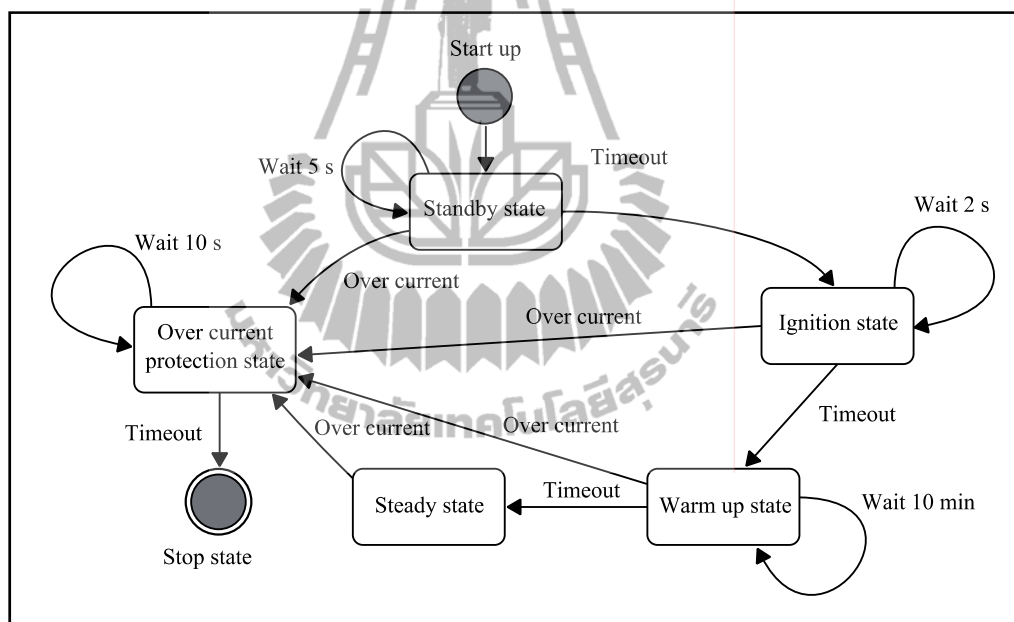 Start up
Timeout
Wait 5 s
Standby state
Wait 2 s
Wait 10 s
Over current
Ignition state
Over current
Over current
protection state
Timeout
Over current
Over current
Timeout
Timeout
Steady state
Warm up state
Wait 10 min
Stop state